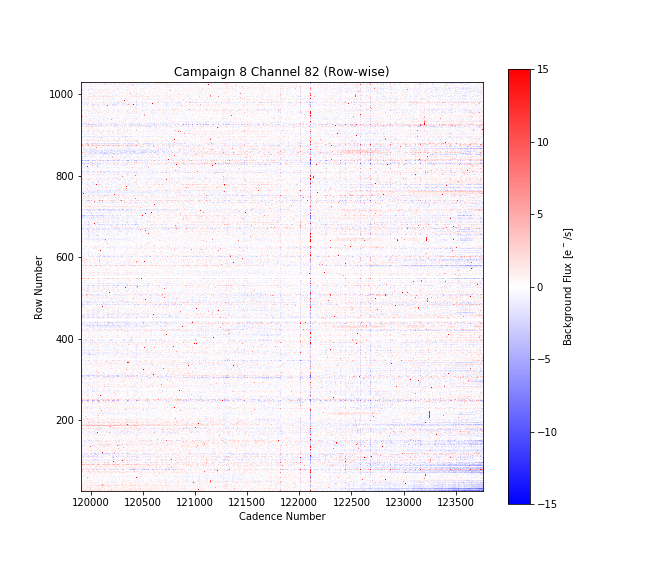 Campaign 8 Channel 82 (Row-wise)
1000
800
600
400
200
Row Number
120000 120500 121000 121500 122000 122500 123000 123500
Cadence Number
15
10
5
0
−5
−10
−15
Background Flux [e⁻/s]